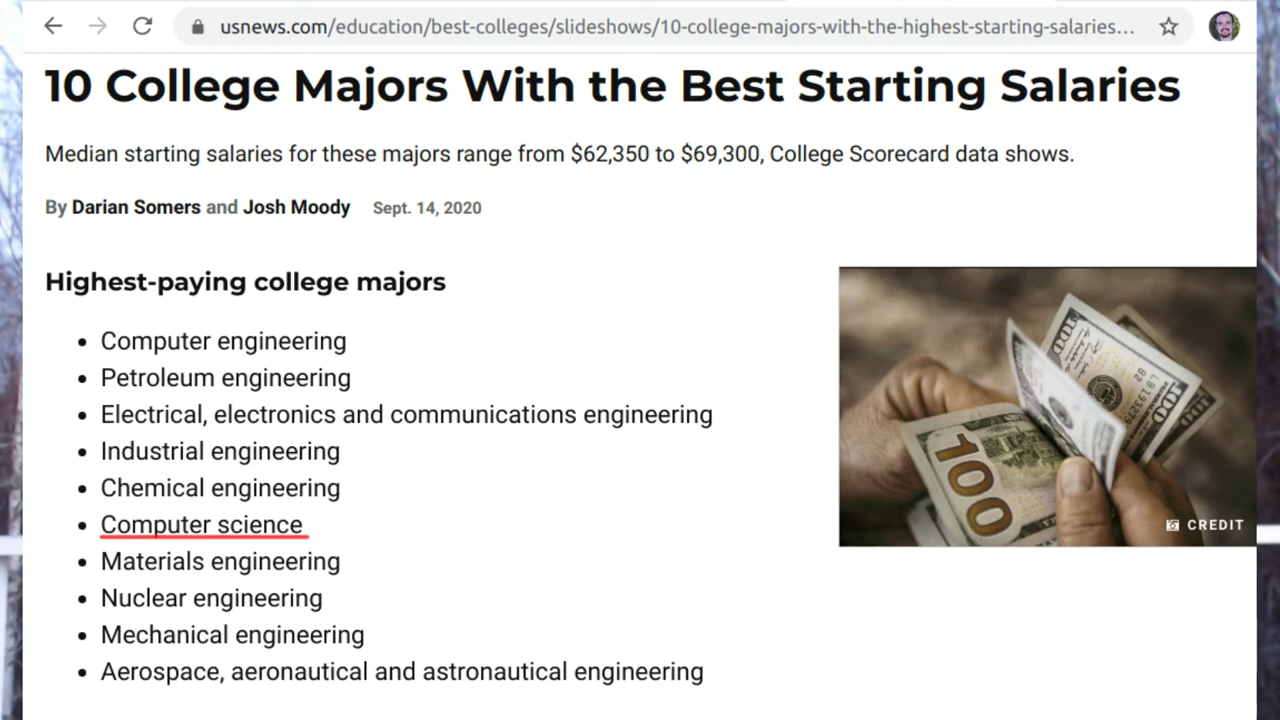 usnews.com/education/best-colleges/slideshows/10-college-majors-with-the-highest-starting-salaries...
10 College Majors With the Best Starting Salaries
Median starting salaries for these majors range from $62,350 to $69,300, College Scorecard data shows.
By Darian Somers and Josh Moody Sept. 14, 2020
Highest-paying college majors
• Computer engineering
• Petroleum engineering
• Electrical, electronics and communications engineering
• Industrial engineering
• Chemical engineering
• Computer science
• Materials engineering
• Nuclear engineering
• Mechanical engineering
• Aerospace, aeronautical and astronautical engineering
100
100
100
CREDIT